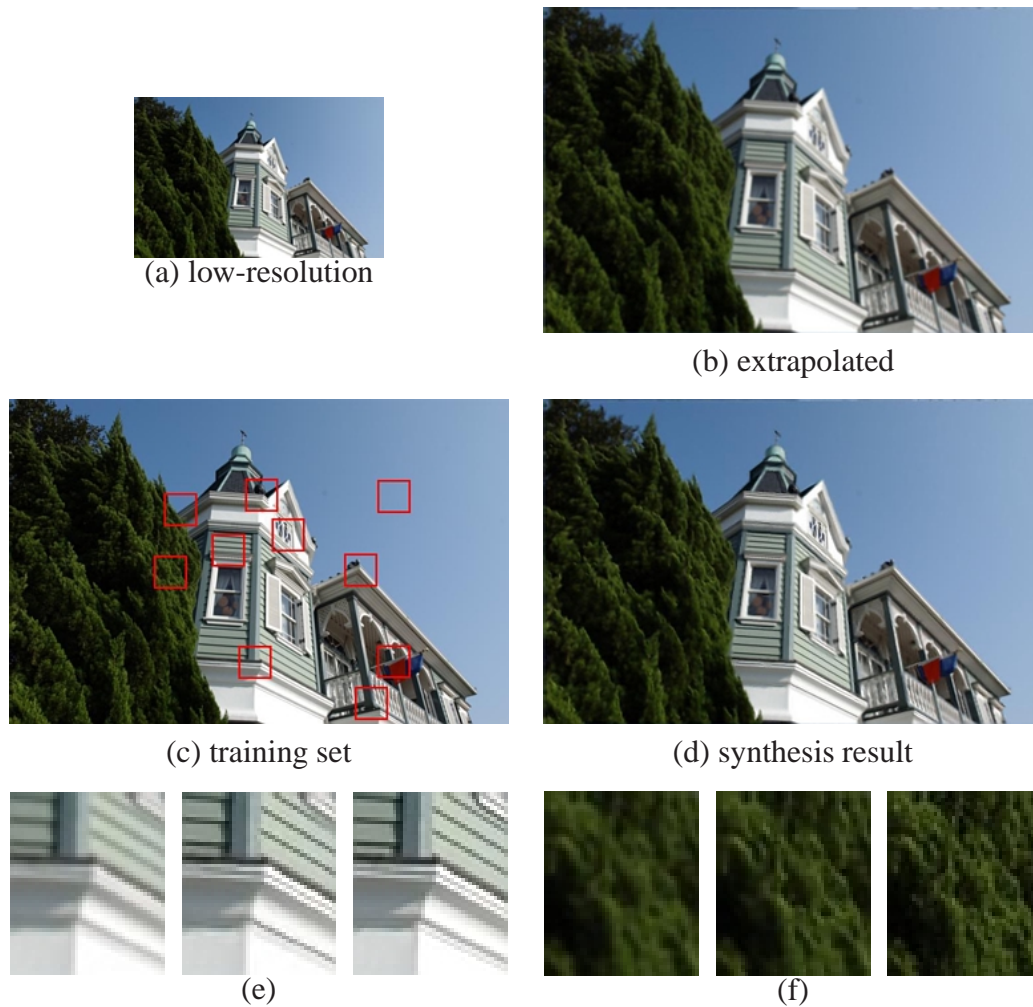 (a) low-resolution
(b) extrapolated
(c) training set
(d) synthesis result
(e)
(f)